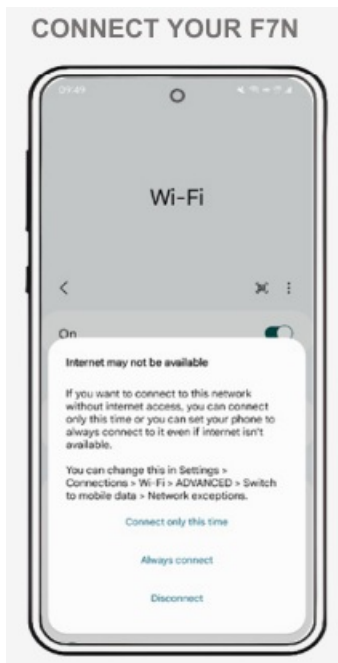 CONNECT YOUR F7N
09:49
Wi-Fi
On
Internet may not be available
If you want to connect to this network
without internet access, you can connect
only this time or you can set your phone to
always connect to it even if internet isn't
available.
You can change this in Settings >
Connections > Wi-Fi > ADVANCED > Switch
to mobile data > Network exceptions.
Connect only this time
Always connect
Disconnect